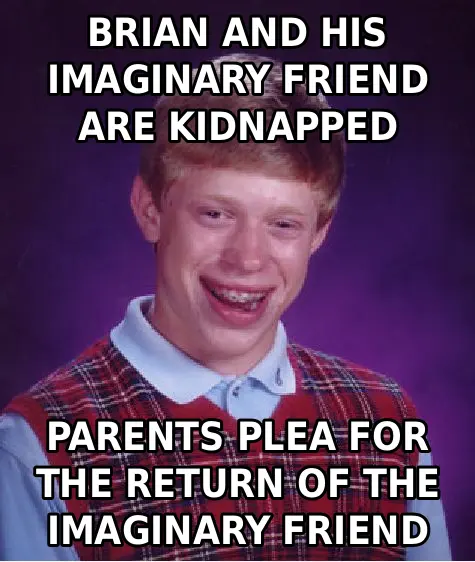 BRIAN AND HIS
IMAGINARY FRIEND
ARE KIDNAPPED
PARENTS PLEA FOR
THE RETURN OF THE
IMAGINARY FRIEND